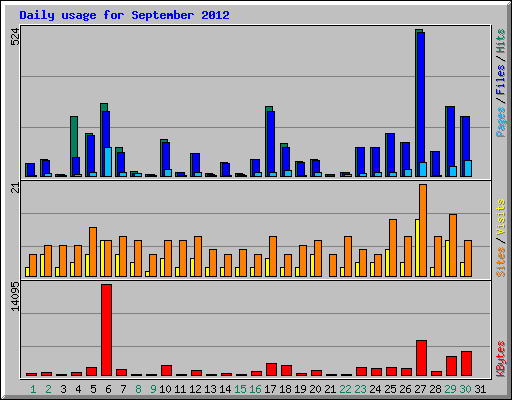 Daily usage for September 2012
524
Pages / Files / Hits
21
Sites / Visits
14095
KBytes
1 2 3 4 5 6 7 8 9 10 11 12 13 14 15 16 17 18 19 20 21 22 23 24 25 26 27 28 29 30 31